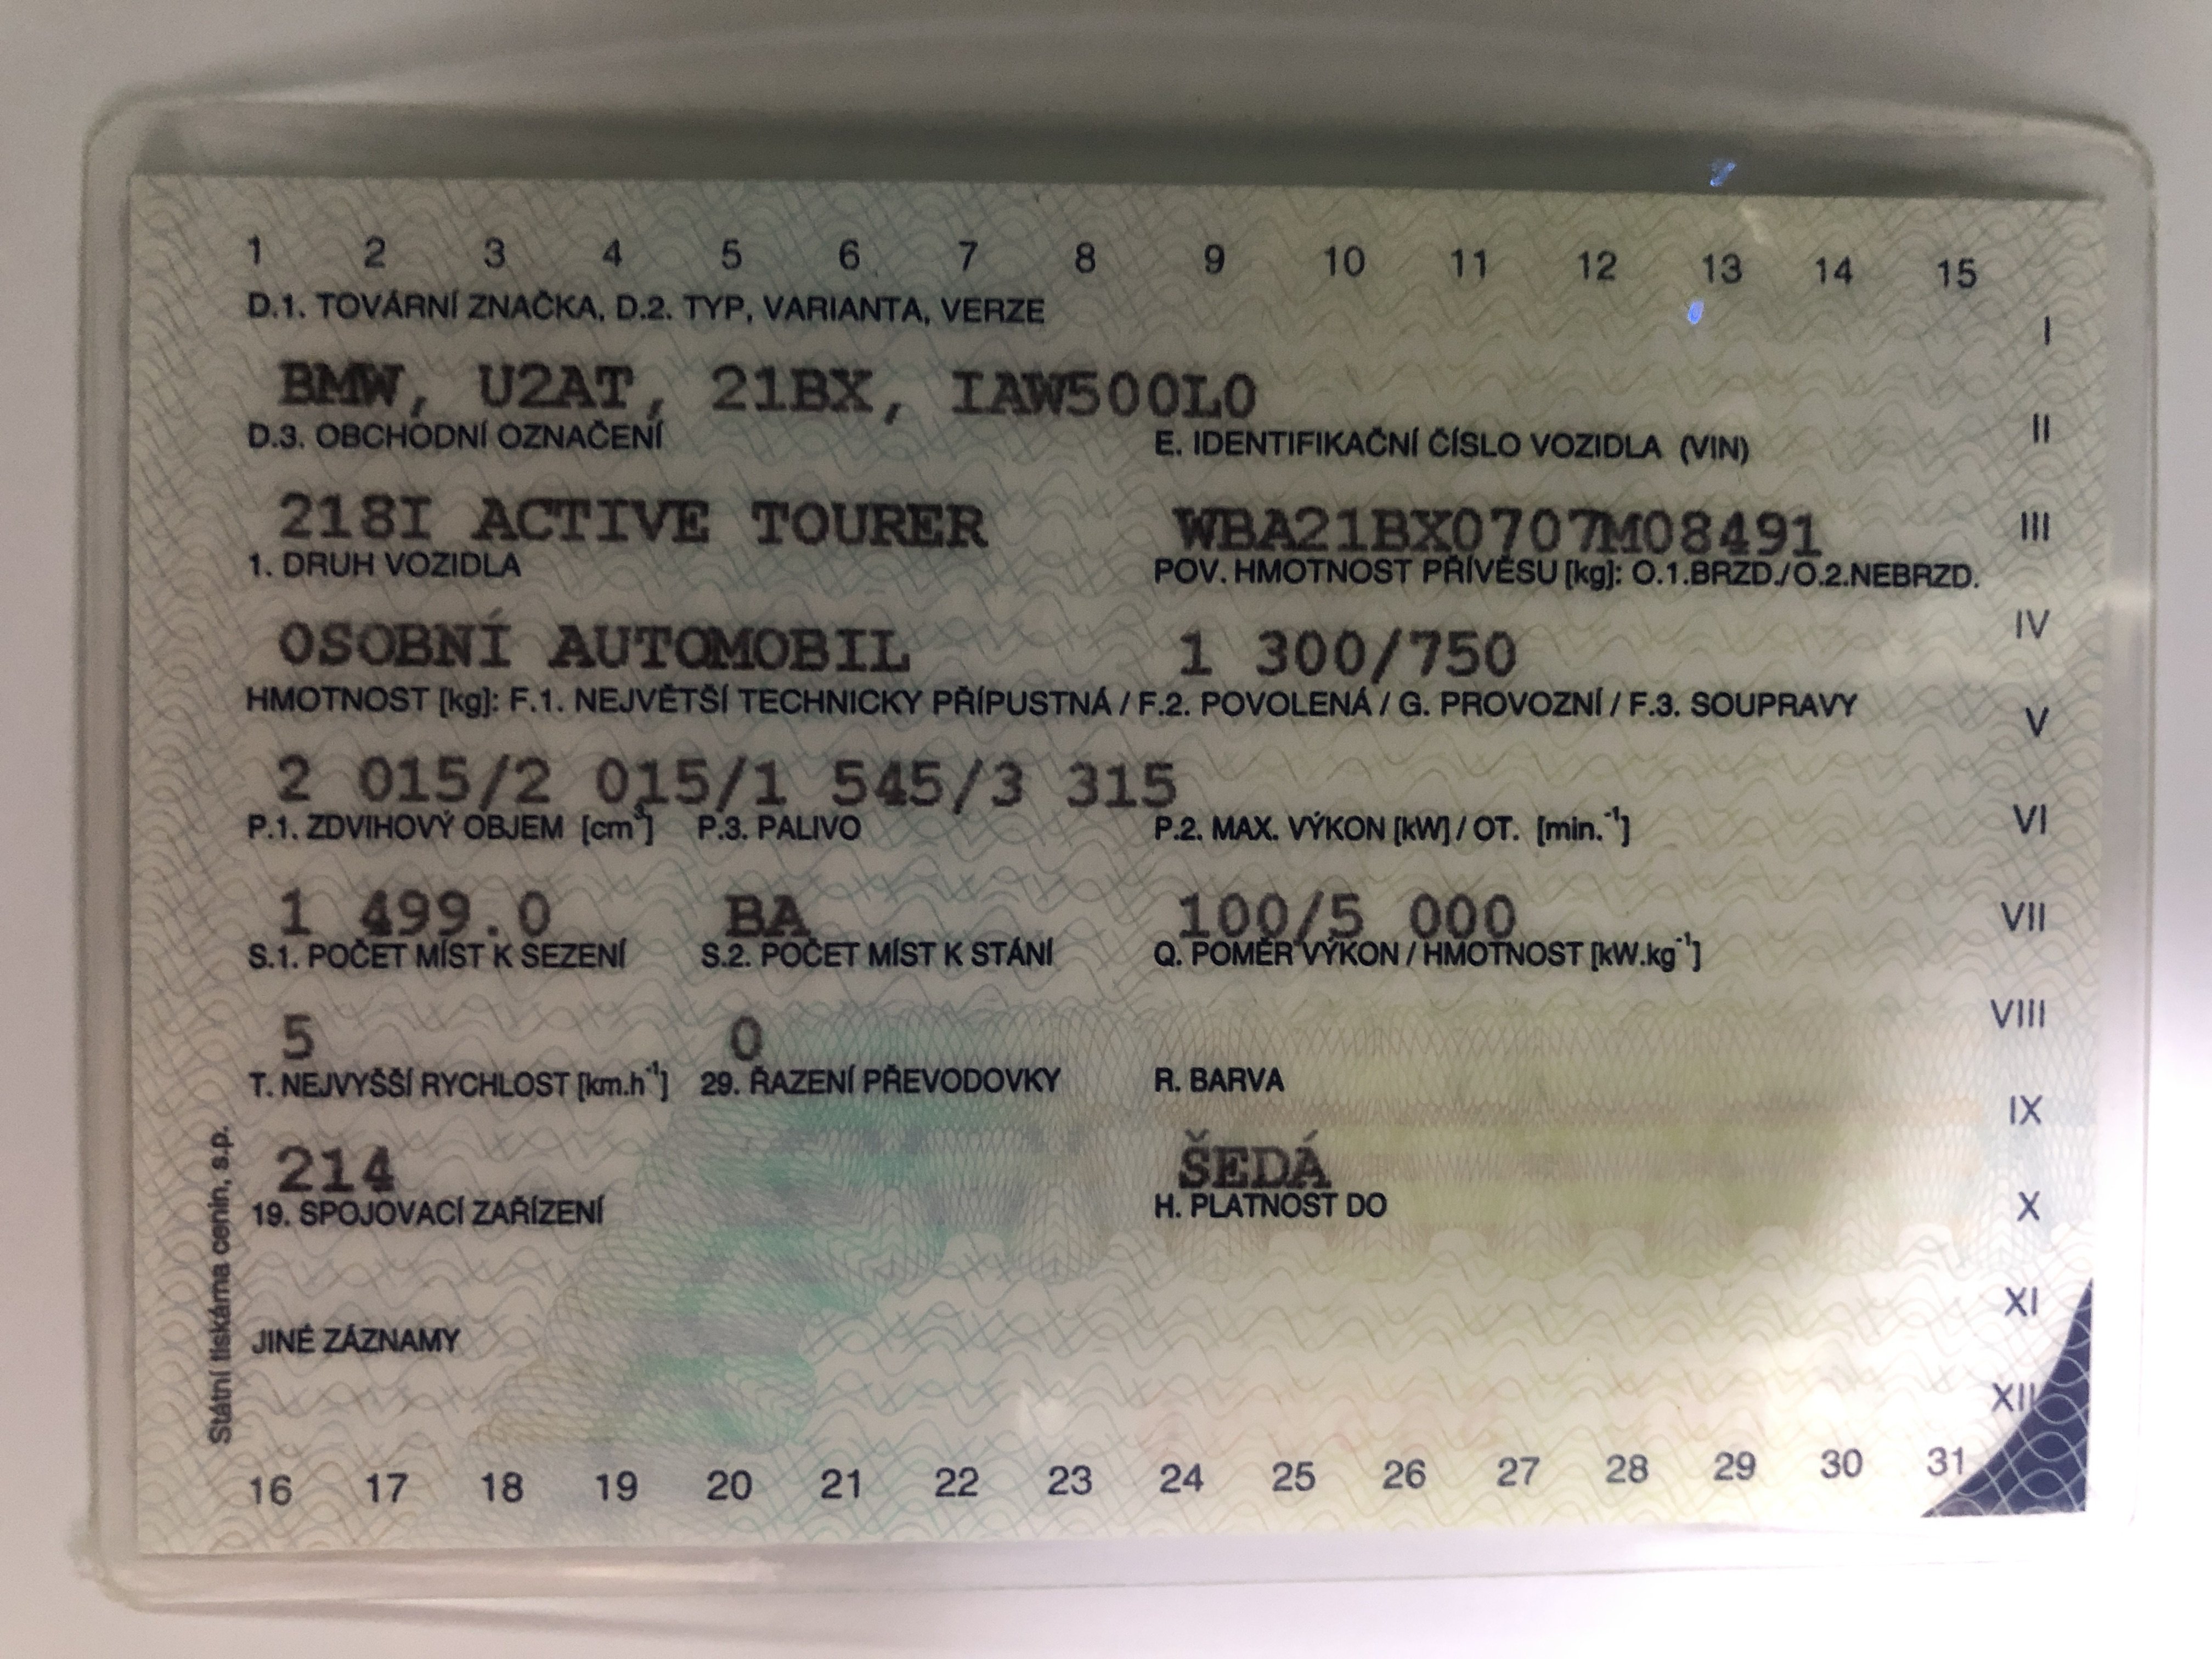 1 2 3 4 5 6 7 8 9 10 11 12 13 14 15
D.1. TOVÁRNÍ ZNAČKA, D.2. TYP, VARIANTA, VERZE
I
BMW, U2AT, 21BX, IAW500L0
D.3. OBCHODNÍ OZNAČENÍ E. IDENTIFIKAČNÍ ČÍSLO VOZIDLA (VIN)
II
218I ACTIVE TOURER WBA21BX0707M08491
III
1. DRUH VOZIDLA POV. HMOTNOST PŘÍVĚSU [kg]: O.1.BRZD./O.2.NEBRZD.
OSOBNÍ AUTOMOBIL 1 300/750
IV
HMOTNOST [kg]: F.1. NEJVĚTŠÍ TECHNICKY PŘÍPUSTNÁ / F.2. POVOLENÁ / G. PROVOZNÍ / F.3. SOUPRAVY
V
2 015/2 015/1 545/3 315
P.1. ZDVIHOVÝ OBJEM [cm³] P.3. PALIVO P.2. MAX. VÝKON [kW] / OT. [min.⁻¹]
VI
1 499.0 BA 100/5 000
VII
S.1. POČET MÍST K SEZENÍ S.2. POČET MÍST K STÁNÍ Q. POMĚR VÝKON / HMOTNOST [kW.kg⁻¹]
VIII
5 0
T. NEJVYŠŠÍ RYCHLOST [km.h⁻¹] 29. ŘAZENÍ PŘEVODOVKY R. BARVA
IX
214 ŠEDÁ
19. SPOJOVACÍ ZAŘÍZENÍ H. PLATNOST DO
X
XI
JINÉ ZÁZNAMY
XII
Státní tiskárna cenin, s.p.
16 17 18 19 20 21 22 23 24 25 26 27 28 29 30 31